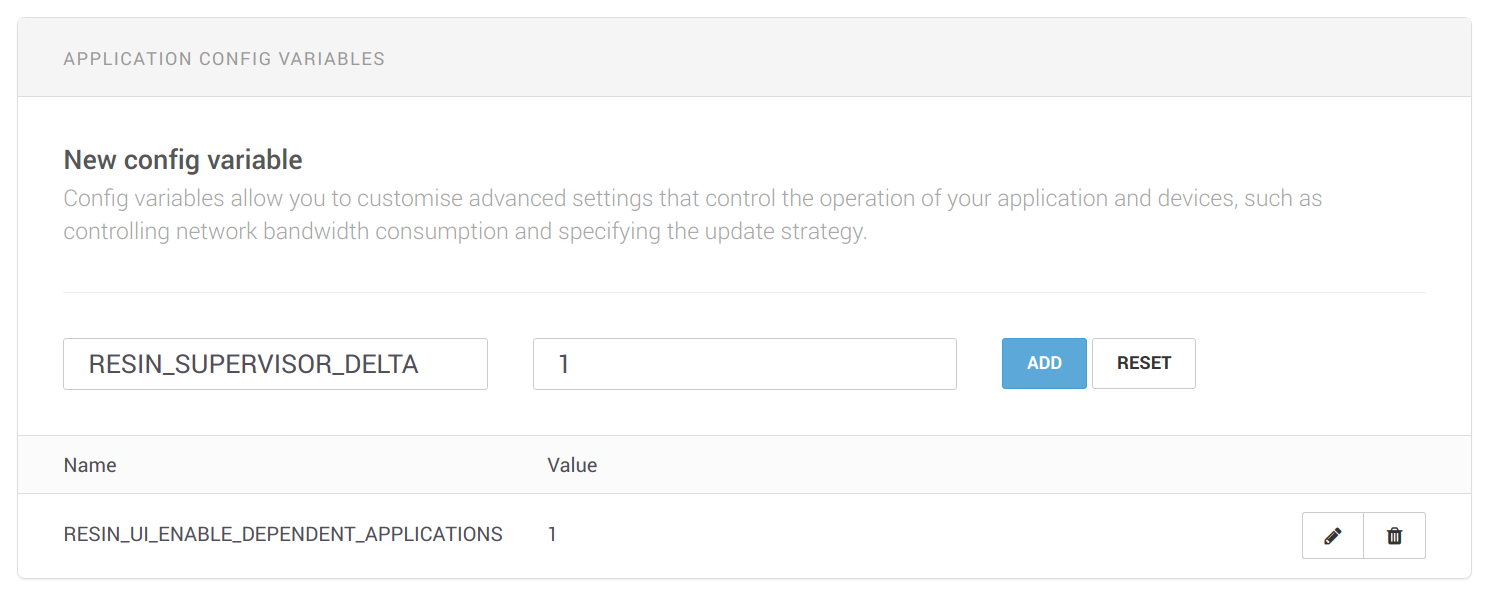 APPLICATION CONFIG VARIABLES
New config variable
Config variables allow you to customise advanced settings that control the operation of your application and devices, such as
controlling network bandwidth consumption and specifying the update strategy.
RESIN_SUPERVISOR_DELTA 1 ADD RESET
Name Value
RESIN_UI_ENABLE_DEPENDENT_APPLICATIONS 1